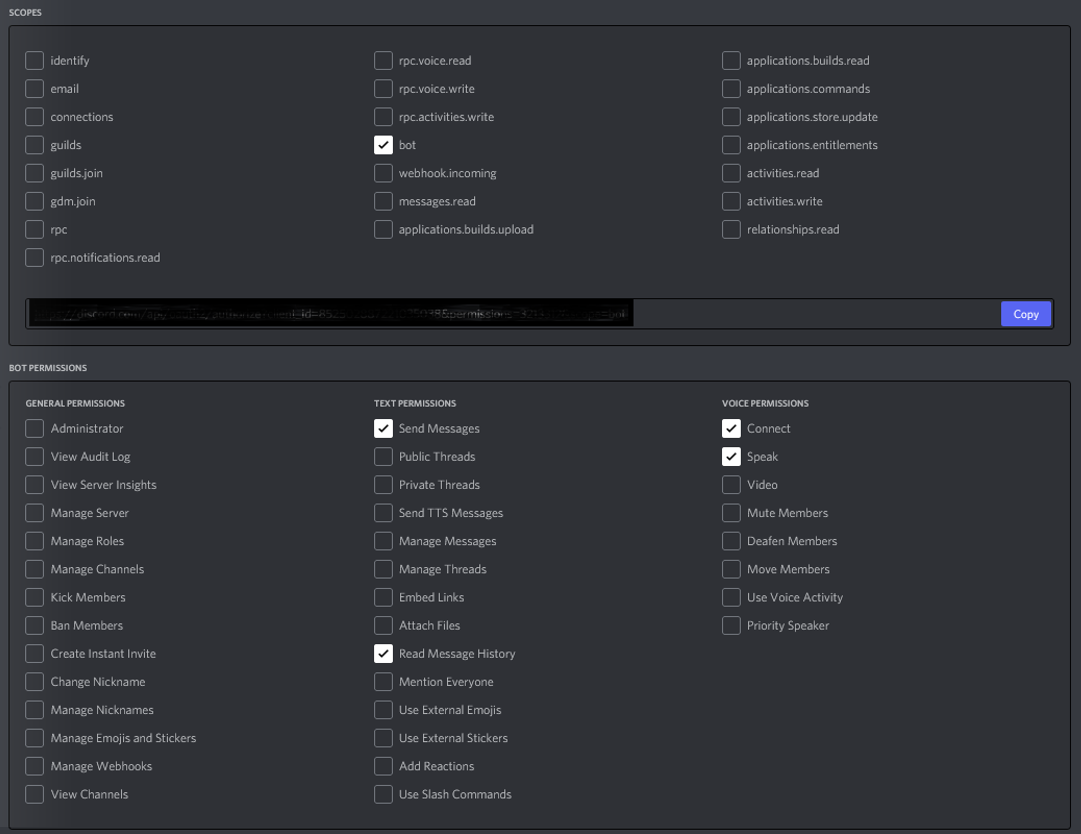 SCOPES
identify
email
connections
guilds
guilds.join
gdm.join
rpc
rpc.notifications.read
rpc.voice.read
rpc.voice.write
rpc.activities.write
bot
webhook.incoming
messages.read
applications.builds.upload
applications.builds.read
applications.commands
applications.store.update
applications.entitlements
activities.read
activities.write
relationships.read
Copy
BOT PERMISSIONS
GENERAL PERMISSIONS
Administrator
View Audit Log
View Server Insights
Manage Server
Manage Roles
Manage Channels
Kick Members
Ban Members
Create Instant Invite
Change Nickname
Manage Nicknames
Manage Emojis and Stickers
Manage Webhooks
View Channels
TEXT PERMISSIONS
Send Messages
Public Threads
Private Threads
Send TTS Messages
Manage Messages
Manage Threads
Embed Links
Attach Files
Read Message History
Mention Everyone
Use External Emojis
Use External Stickers
Add Reactions
Use Slash Commands
VOICE PERMISSIONS
Connect
Speak
Video
Mute Members
Deafen Members
Move Members
Use Voice Activity
Priority Speaker